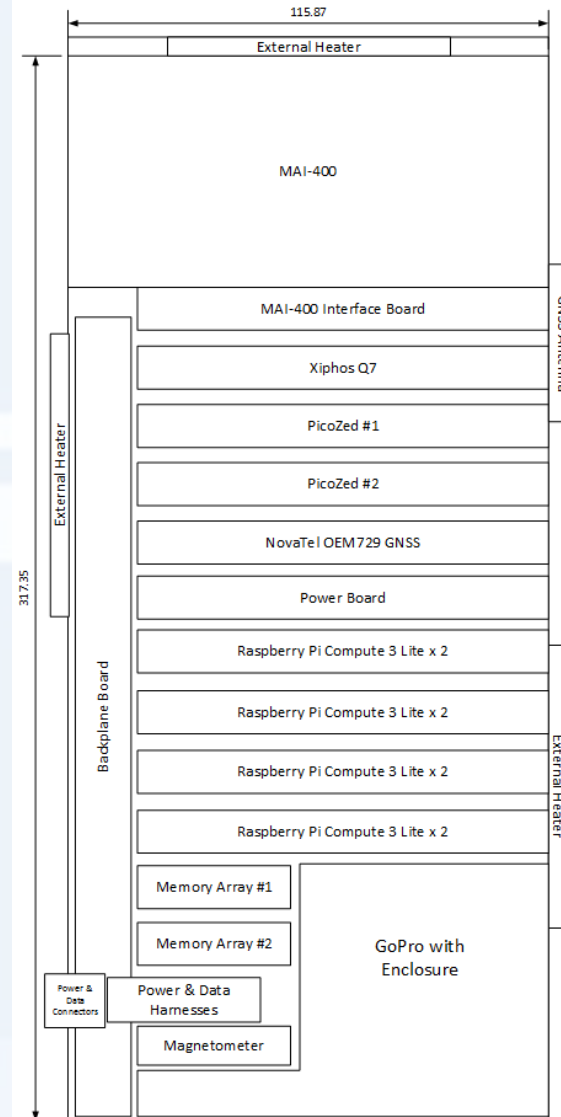 115.87
External Heater
MAI-400
MAI-400 Interface Board
GNSS Antenna
Xiphos Q7
External Heater
PicoZed #1
PicoZed #2
NovaTel OEM729 GNSS
317.35
Power Board
Raspberry Pi Compute 3 Lite x 2
Backplane Board
Raspberry Pi Compute 3 Lite x 2
Raspberry Pi Compute 3 Lite x 2
External Heater
Raspberry Pi Compute 3 Lite x 2
Memory Array #1
Memory Array #2
GoPro with
Enclosure
Power &
Data
Connectors
Power & Data
Harnesses
Magnetometer